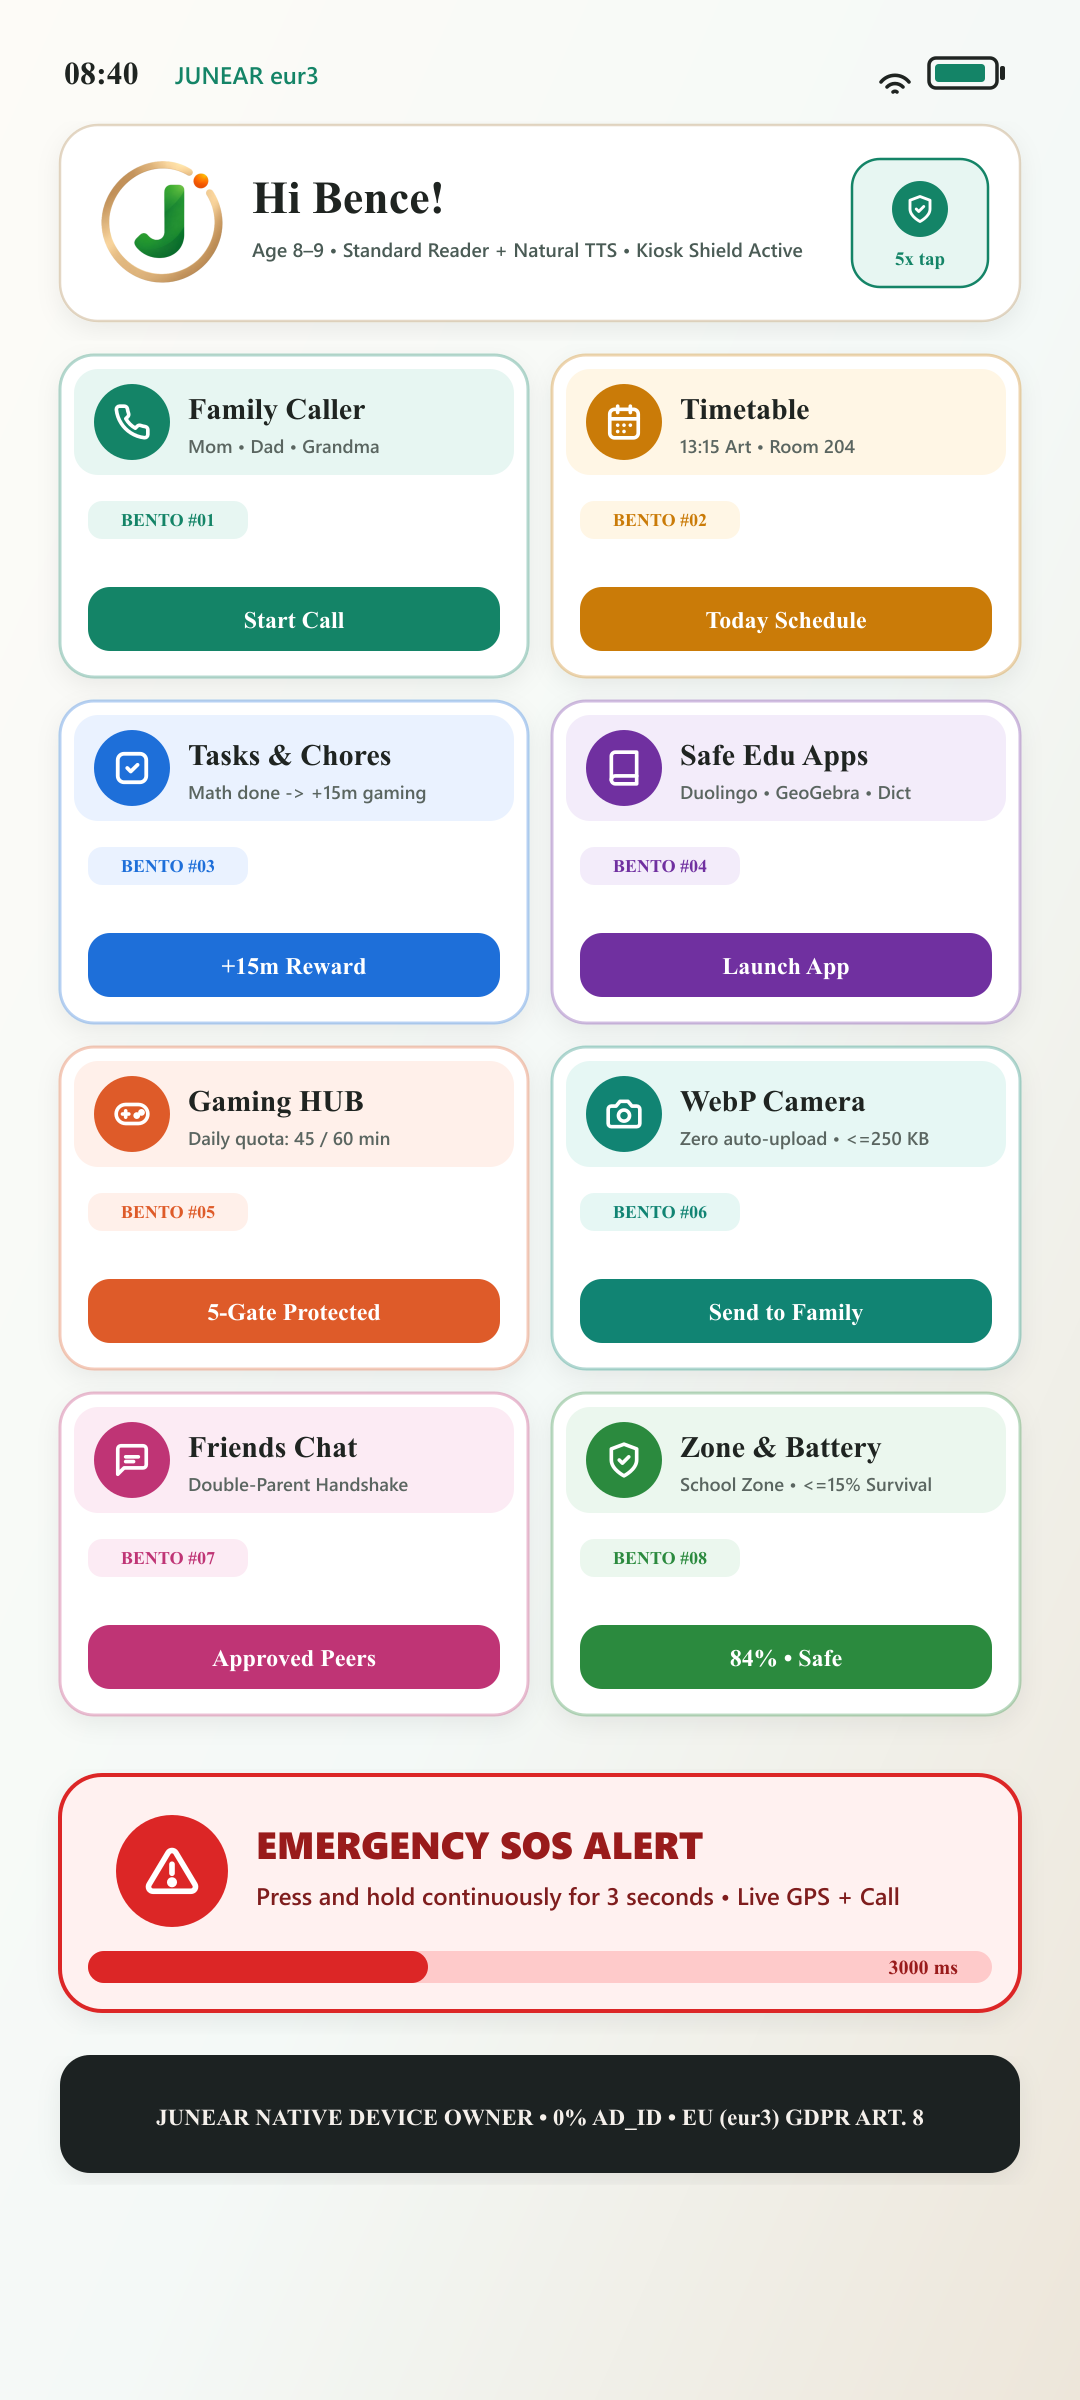 08:40 JUNEAR eur3
J
Hi Bence!
Age 8–9 • Standard Reader + Natural TTS • Kiosk Shield Active
5x tap
Family Caller
Mom • Dad • Grandma
BENTO #01
Start Call
Timetable
13:15 Art • Room 204
BENTO #02
Today Schedule
Tasks & Chores
Math done -> +15m gaming
BENTO #03
+15m Reward
Safe Edu Apps
Duolingo • GeoGebra • Dict
BENTO #04
Launch App
Gaming HUB
Daily quota: 45 / 60 min
BENTO #05
5-Gate Protected
WebP Camera
Zero auto-upload • <=250 KB
BENTO #06
Send to Family
Friends Chat
Double-Parent Handshake
BENTO #07
Approved Peers
Zone & Battery
School Zone • <=15% Survival
BENTO #08
84% • Safe
EMERGENCY SOS ALERT
Press and hold continuously for 3 seconds • Live GPS + Call
3000 ms
JUNEAR NATIVE DEVICE OWNER • 0% AD_ID • EU (eur3) GDPR ART. 8